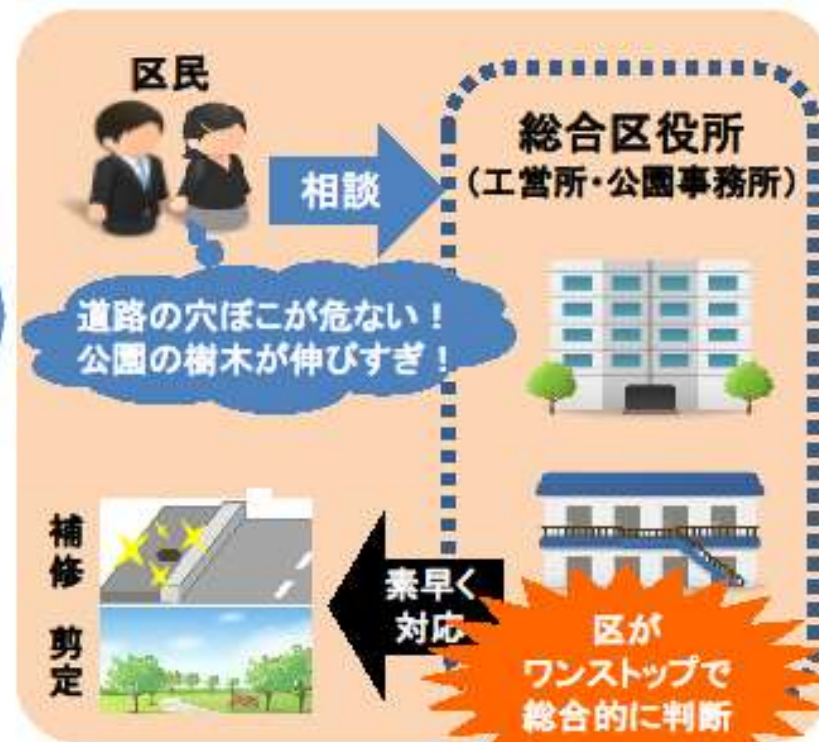 区民
相談
総合区役所
(工営所・公園事務所)
道路の穴ぼこが危ない！
公園の樹木が伸びすぎ！
補修
剪定
素早く
対応
区が
ワンストップで
総合的に判断